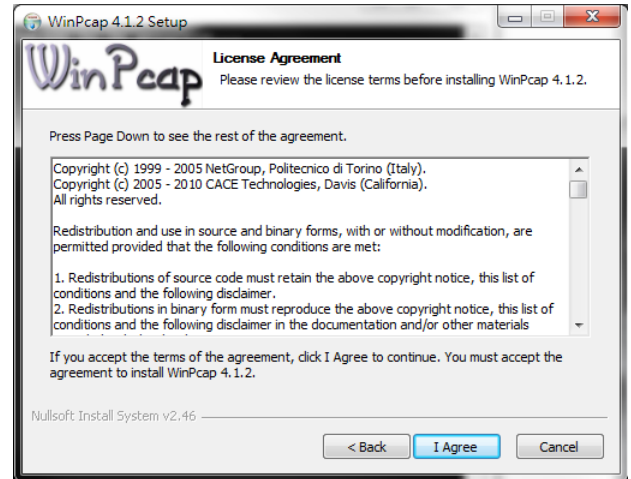 WinPcap 4.1.2 Setup
WinPcap
License Agreement
Please review the license terms before installing WinPcap 4.1.2.
Press Page Down to see the rest of the agreement.
Copyright (c) 1999 - 2005 NetGroup, Politecnico di Torino (Italy).
Copyright (c) 2005 - 2010 CACE Technologies, Davis (California).
All rights reserved.
Redistribution and use in source and binary forms, with or without modification, are
permitted provided that the following conditions are met:
1. Redistributions of source code must retain the above copyright notice, this list of
conditions and the following disclaimer.
2. Redistributions in binary form must reproduce the above copyright notice, this list of
conditions and the following disclaimer in the documentation and/or other materials
If you accept the terms of the agreement, click I Agree to continue. You must accept the
agreement to install WinPcap 4.1.2.
Nullsoft Install System v2.46
< Back
I Agree
Cancel